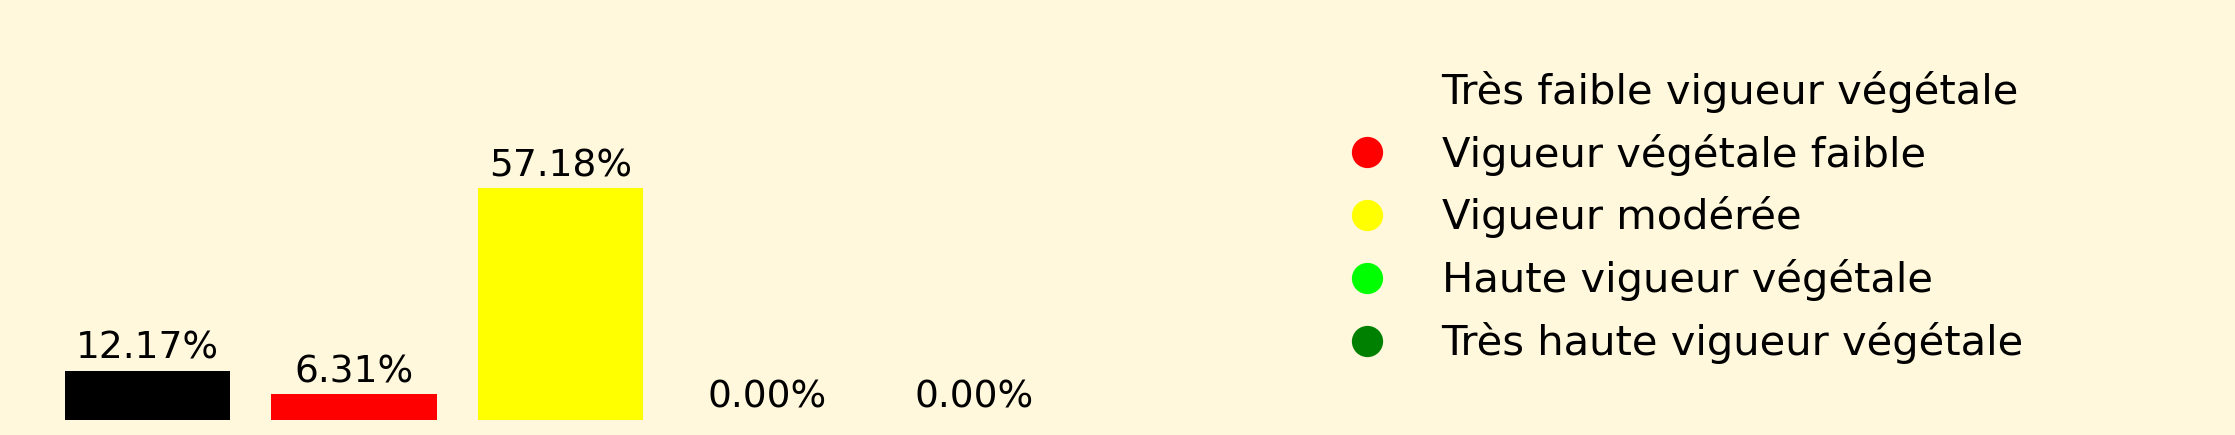 12.17%
6.31%
57.18%
0.00%
0.00%
Très faible vigueur végétale
Vigueur végétale faible
Vigueur modérée
Haute vigueur végétale
Très haute vigueur végétale